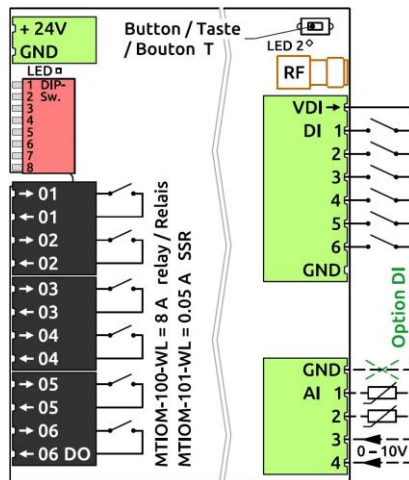 + 24V
GND
LED
1 DIP-
2 Sw.
3
4
5
6
7
8
→ 01
← 01
→ 02
← 02
→ 03
← 03
→ 04
← 04
→ 05
← 05
→ 06
← 06 DO
MTIOM-100-WL = 8 A relay / Relais
MTIOM-101-WL = 0.05 A SSR
Button / Taste
/ Bouton T
LED 2
RF
VDI →
DI 1
2
3
4
5
6
GND
Option DI
GND
AI 1
2
3
4
0 – 10V